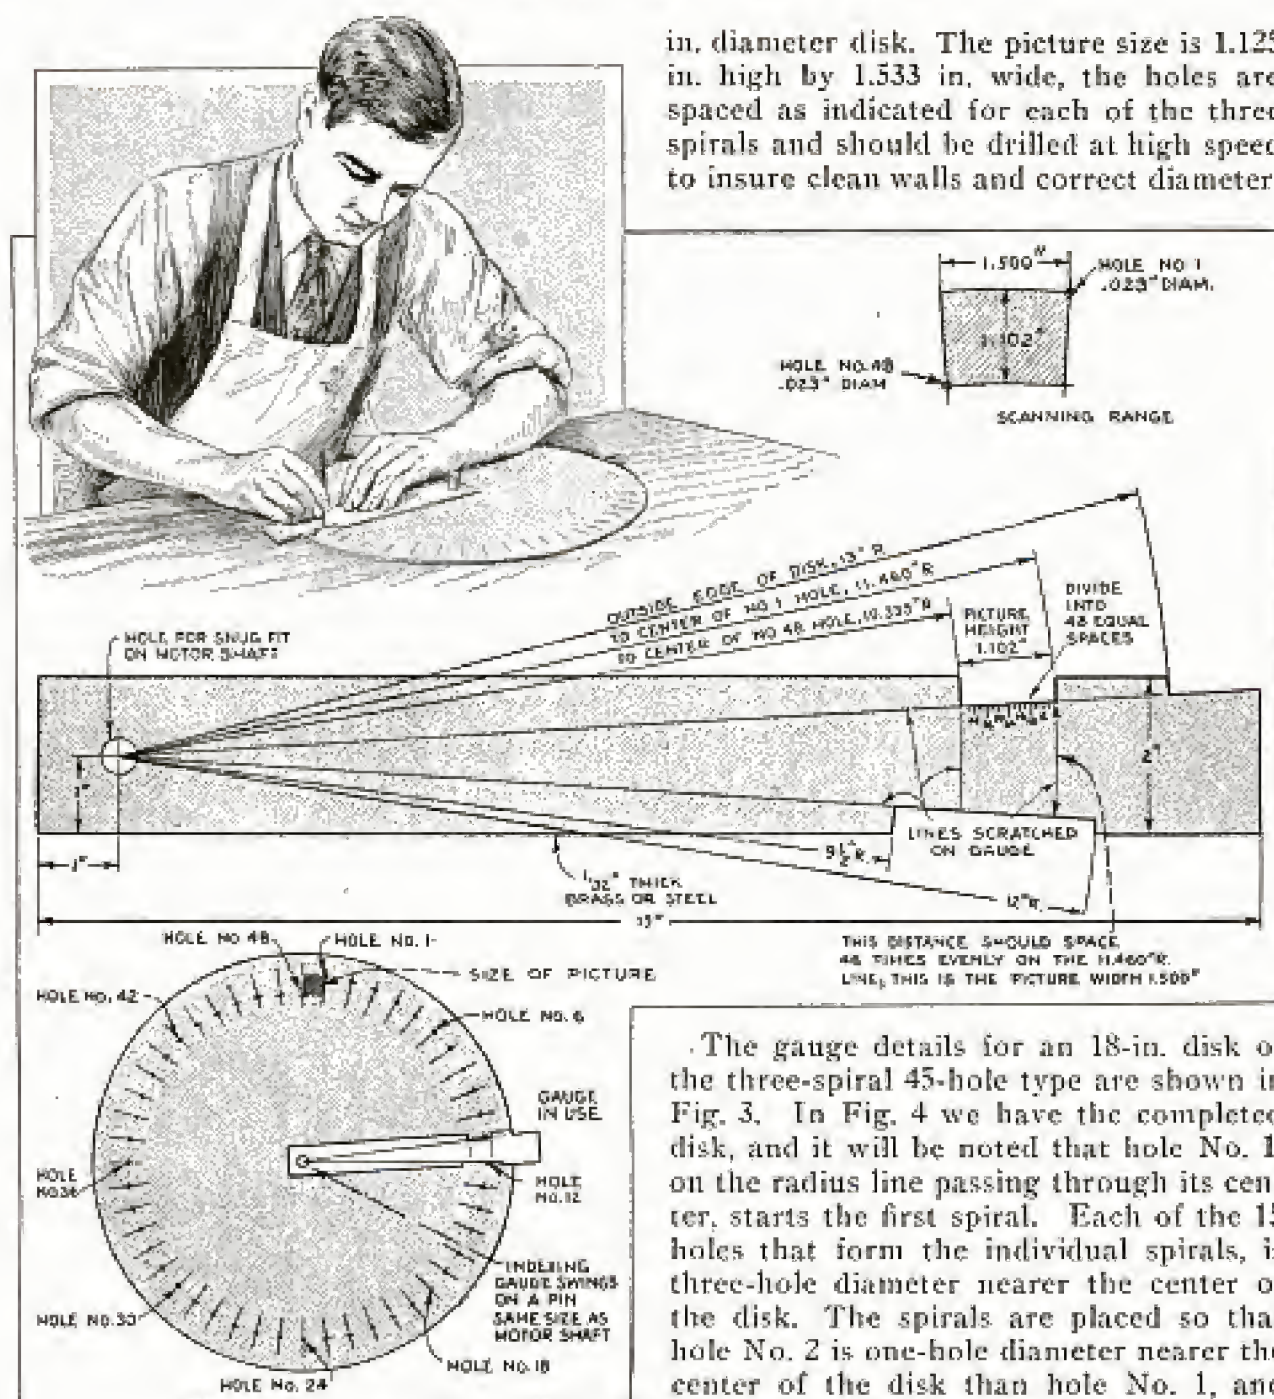 in. diameter disk. The picture size is 1.125
in. high by 1.533 in. wide, the holes are
spaced as indicated for each of the three
spirals and should be drilled at high speed
to insure clean walls and correct diameter
1.500"
HOLE NO 1
.023" DIAM.
1.102"
HOLE NO.48
.023" DIAM
SCANNING RANGE
OUTSIDE EDGE OF DISK, 13" R
TO CENTER OF NO 1 HOLE, 11.460" R
TO CENTER OF NO 48 HOLE,
PICTURE
HEIGHT
1.102"
DIVIDE
INTO
48 EQUAL
SPACES
HOLE FOR SNUG FIT
ON MOTOR SHAFT
1"
2"
LINES SCRATCHED
ON GAUGE
9½" R.
12" R.
1"
1/32" THICK
BRASS OR STEEL
15"
THIS DISTANCE SHOULD SPACE
48 TIMES EVENLY ON THE 11.460" R.
LINE, THIS IS THE PICTURE WIDTH 1.500"
HOLE NO 48
HOLE NO. 1
SIZE OF PICTURE
HOLE NO. 42
HOLE NO. 6
GAUGE
IN USE
HOLE
NO.36
HOLE
NO.12
INDEXING
GAUGE SWINGS
ON A PIN
SAME SIZE AS
MOTOR SHAFT
HOLE NO.30
HOLE NO.18
HOLE NO. 24
The gauge details for an 18-in. disk o
the three-spiral 45-hole type are shown in
Fig. 3. In Fig. 4 we have the completed
disk, and it will be noted that hole No. 1
on the radius line passing through its cen
ter, starts the first spiral. Each of the 15
holes that form the individual spirals, i
three-hole diameter nearer the center o
the disk. The spirals are placed so tha
hole No. 2 is one-hole diameter nearer the
center of the disk than hole No. 1, and